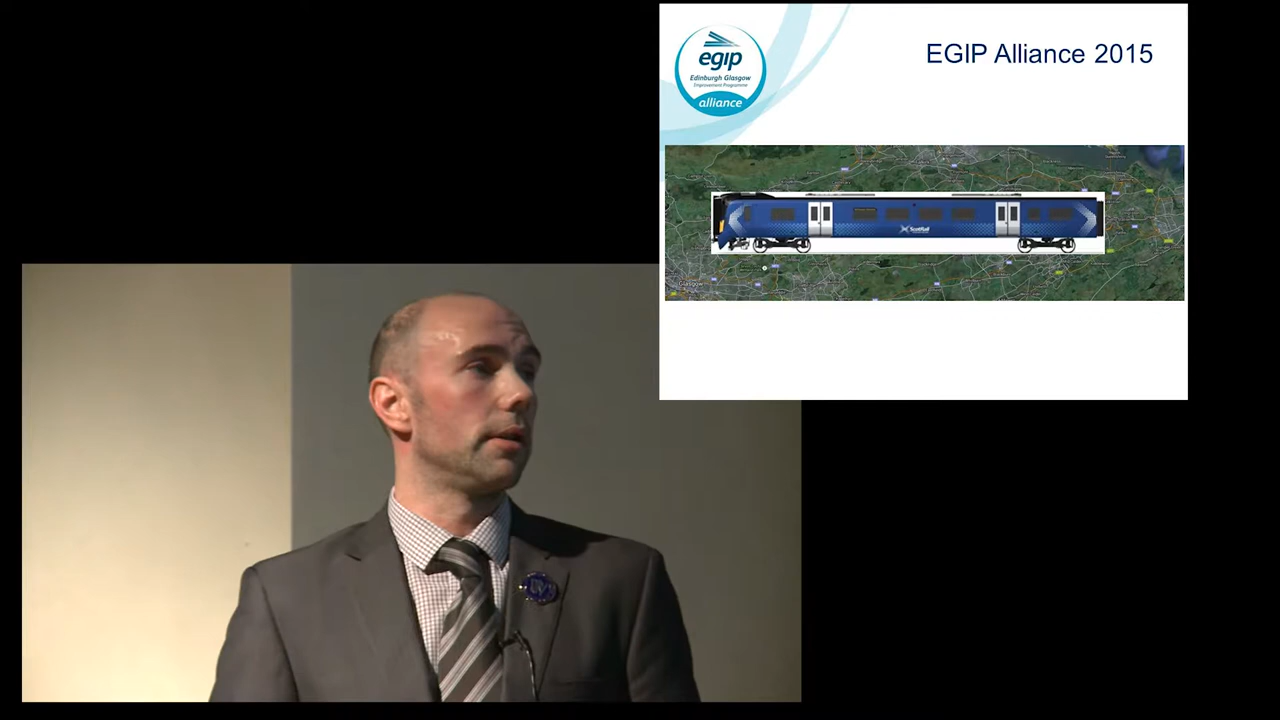 EGIP Alliance 2015
egip
Edinburgh Glasgow
Improvement Programme
alliance
ScotRail
Glasgow